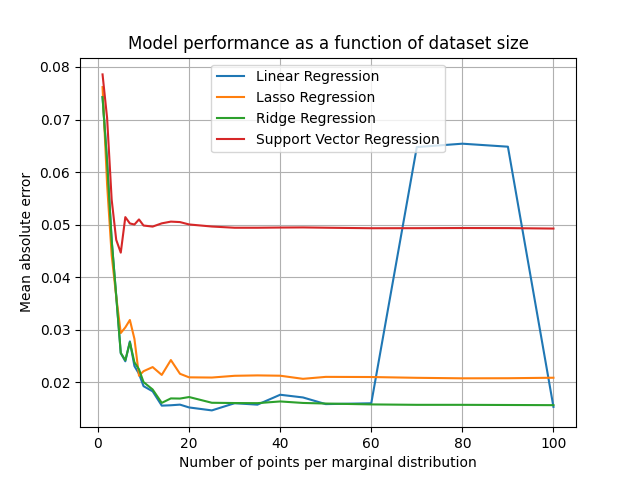 Model performance as a function of dataset size
Linear Regression
Lasso Regression
Ridge Regression
Support Vector Regression
Mean absolute error
0.08
0.07
0.06
0.05
0.04
0.03
0.02
0
20
40
60
80
100
Number of points per marginal distribution